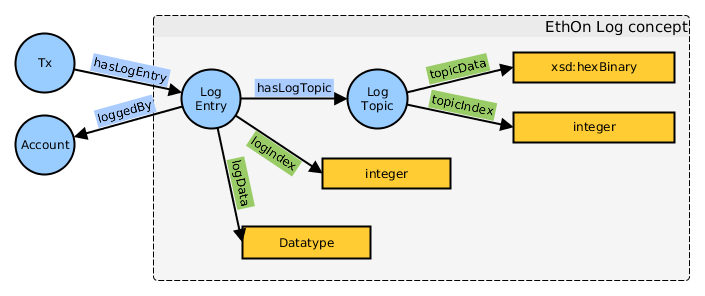 EthOn Log concept
Tx
hasLogEntry
Log
Entry
hasLogTopic
Log
Topic
topicData
xsd:hexBinary
topicIndex
integer
loggedBy
Account
logIndex
integer
logData
Datatype